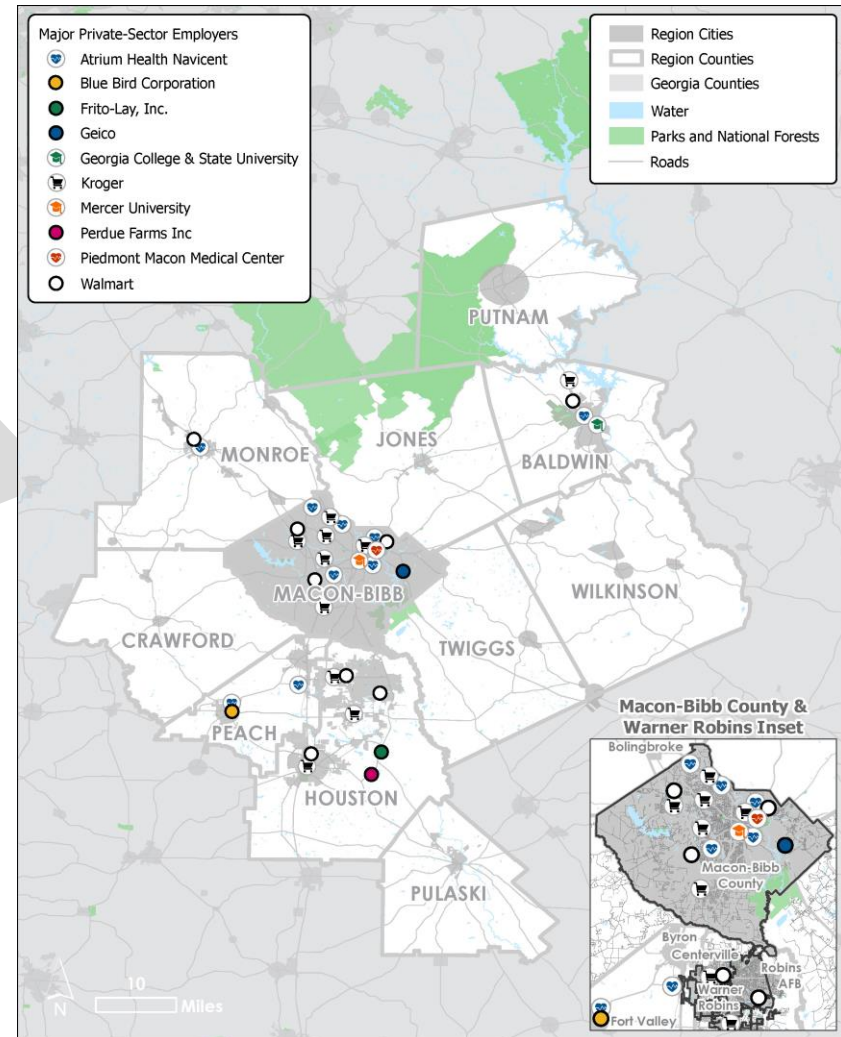 Major Private-Sector Employers
Atrium Health Navicent
Blue Bird Corporation
Frito-Lay, Inc.
Geico
Georgia College & State University
Kroger
Mercer University
Perdue Farms Inc
Piedmont Macon Medical Center
Walmart
Region Cities
Region Counties
Georgia Counties
Water
Parks and National Forests
Roads
PUTNAM
MONROE
JONES
BALDWIN
WILKINSON
MACON-BIBB
CRAWFORD
TWIGGS
PEACH
HOUSTON
PULASKI
Macon-Bibb County &
Warner Robins Inset
Bolingbroke
Macon-Bibb
County
Byron
Centerville
Robins
AFB
Warner
Robins
Fort Valley
10
Miles
N